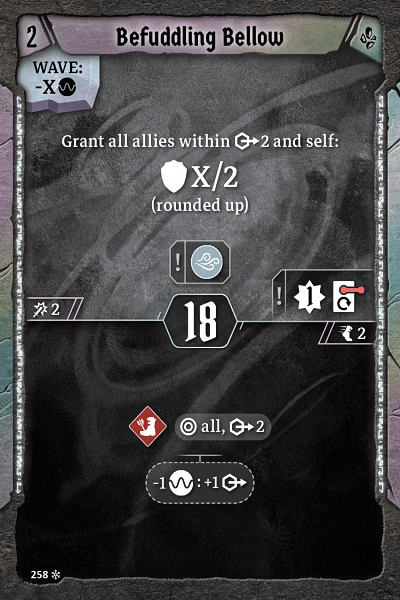 2 Befuddling Bellow
WAVE:
-X
Grant all allies within 2 and self:
X/2
(rounded up)
! ! 1
2 18 2
all, 2
-1 : +1
258